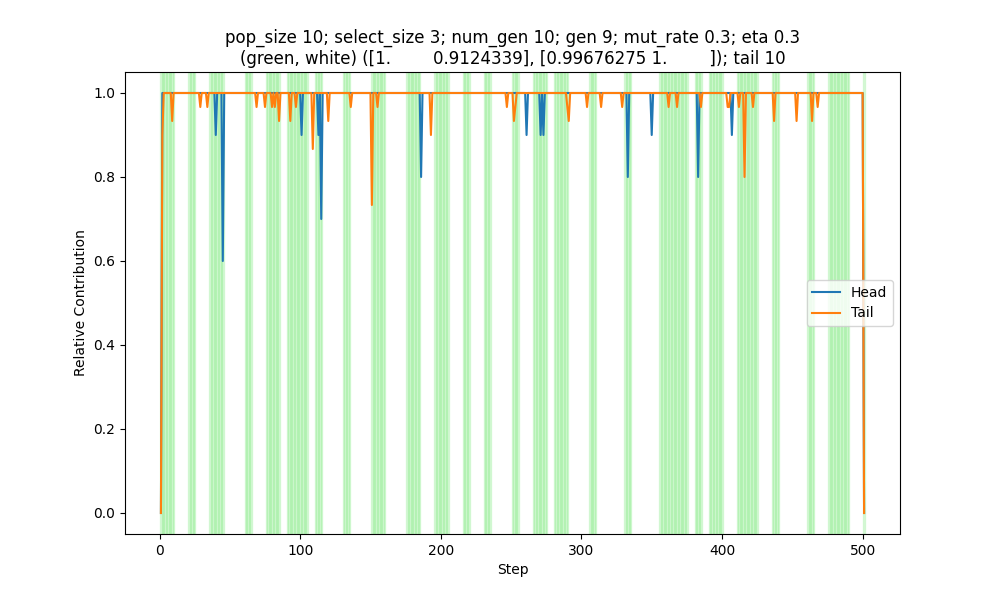 pop_size 10; select_size 3; num_gen 10; gen 9; mut_rate 0.3; eta 0.3
(green, white) ([1. 0.9124339], [0.99676275 1. ]); tail 10
1.0
0.8
0.6
0.4
0.2
0.0
Relative Contribution
Head
Tail
0 100 200 300 400 500
Step